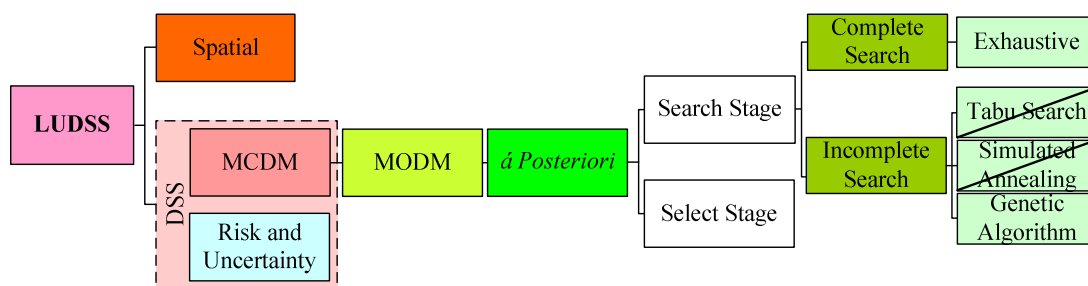 LUDSS
Spatial
DSS
MCDM
Risk and
Uncertainty
MODM
á Posteriori
Search Stage
Select Stage
Complete
Search
Incomplete
Search
Exhaustive
Tabu Search
Simulated
Annealing
Genetic
Algorithm